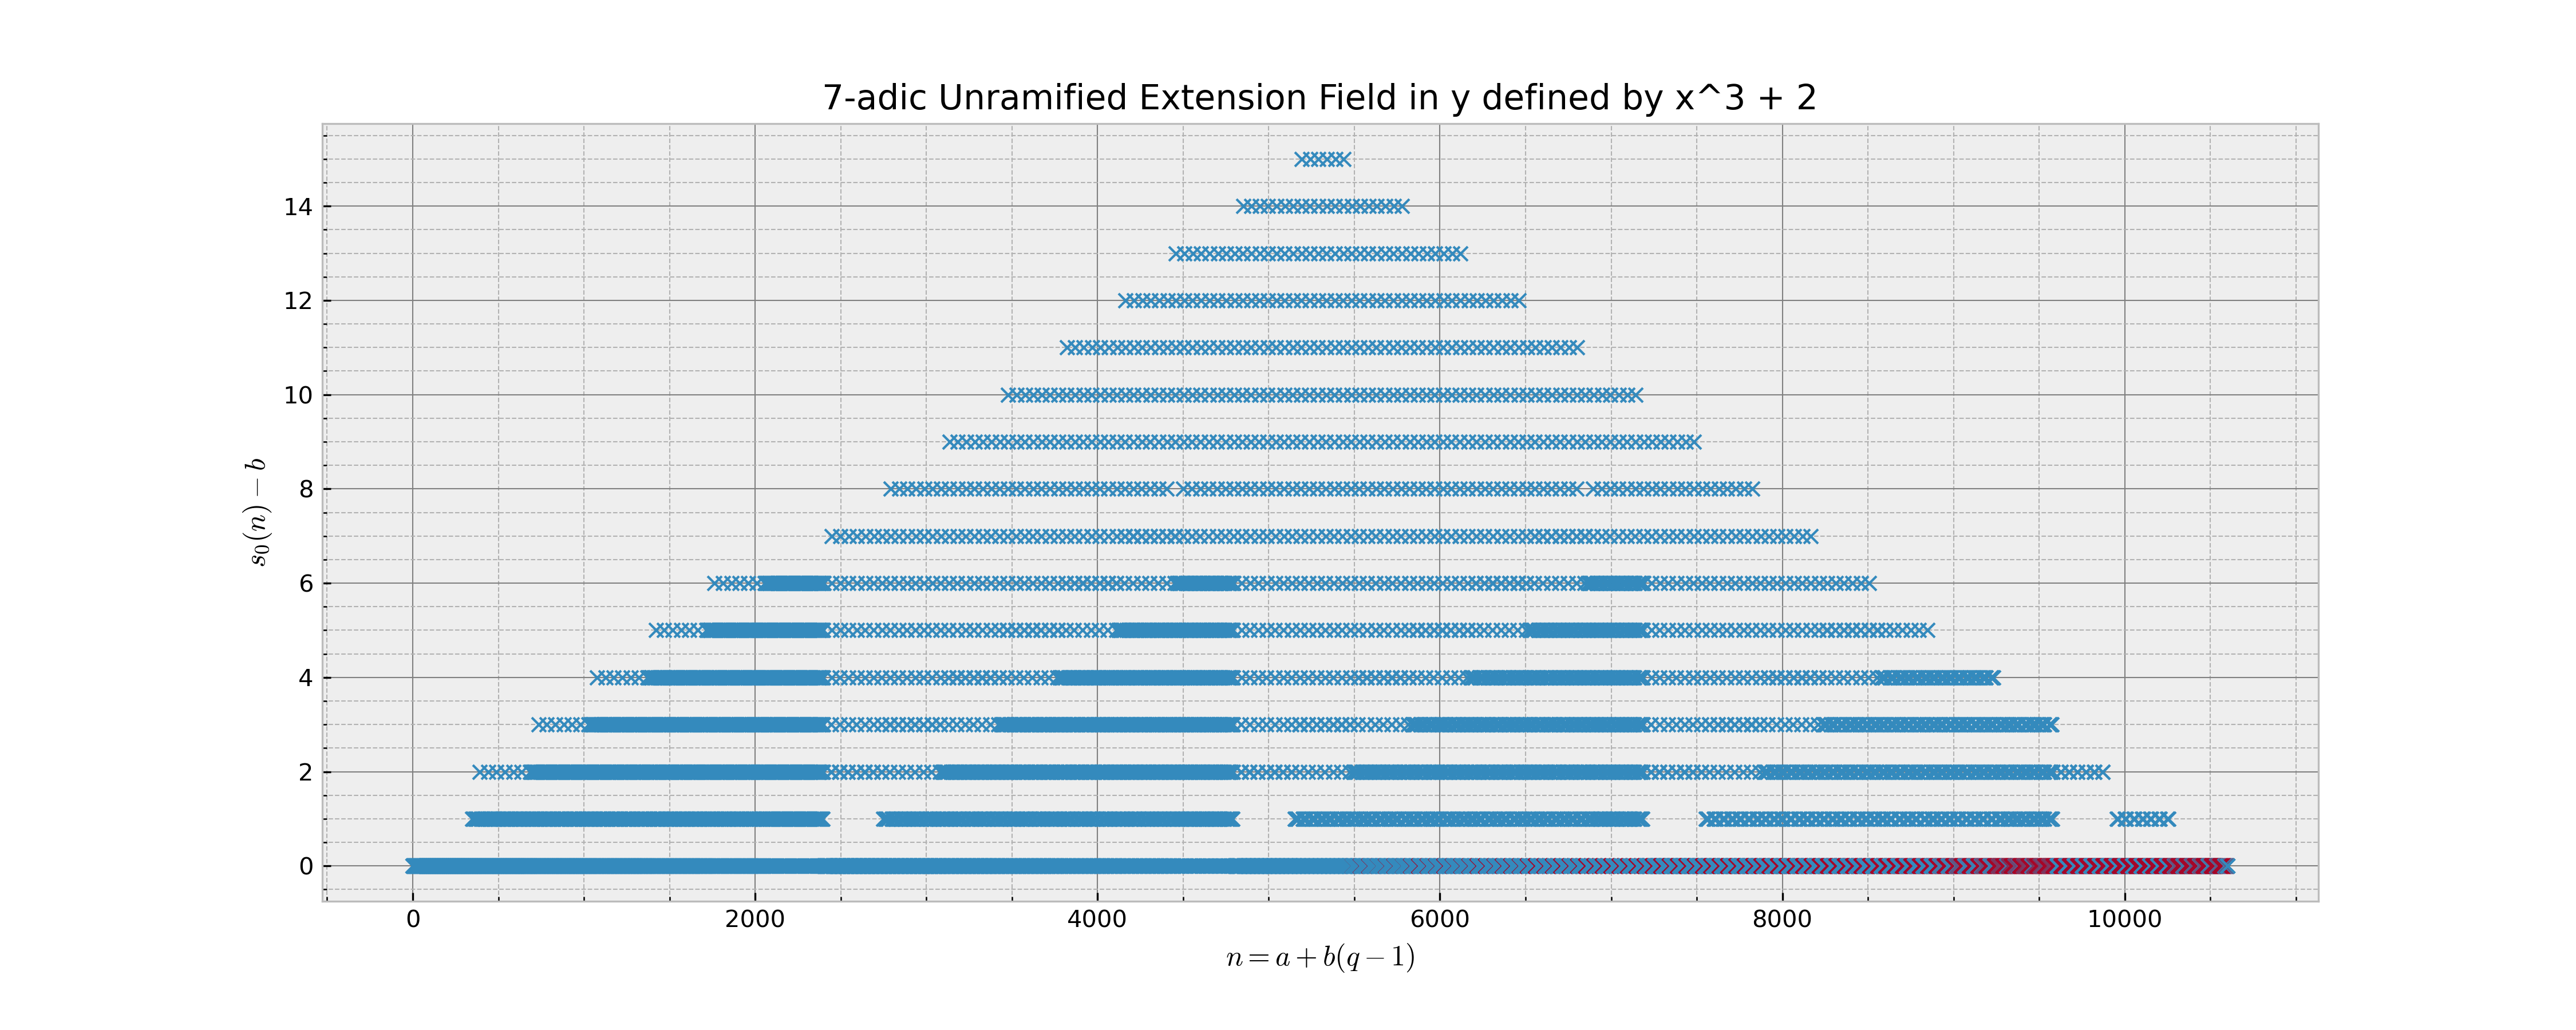 7-adic Unramified Extension Field in y defined by x^3 + 2
s₀(n) − b
14
12
10
8
6
4
2
0
0 2000 4000 6000 8000 10000
n = a + b(q − 1)